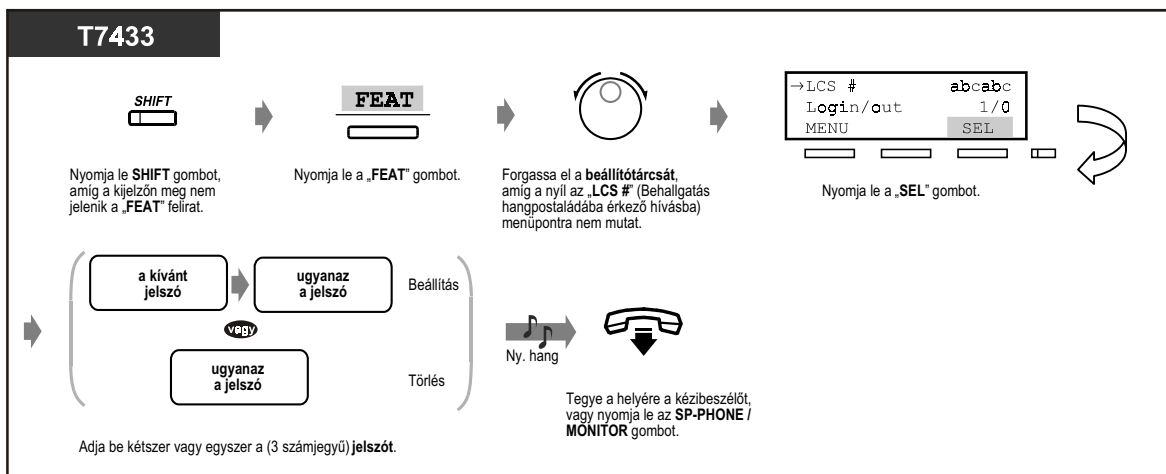 T7433
SHIFT
Nyomja le SHIFT gombot,
amíg a kijelzőn meg nem
jelenik a „FEAT” felirat.
FEAT
Nyomja le a „FEAT” gombot.
Forgassa el a beállítótárcsát,
amíg a nyíl az „LCS #” (Behallgatás
hangpostaládába érkező hívásba)
menüpontra nem mutat.
→LCS # abcabc
Login/out 1/0
MENU SEL
Nyomja le a „SEL” gombot.
a kívánt
jelszó
ugyanaz
a jelszó
Beállítás
vagy
ugyanaz
a jelszó
Törlés
Adja be kétszer vagy egyszer a (3 számjegyű) jelszót.
Ny. hang
Tegye a helyére a kézibeszélőt,
vagy nyomja le az SP-PHONE /
MONITOR gombot.